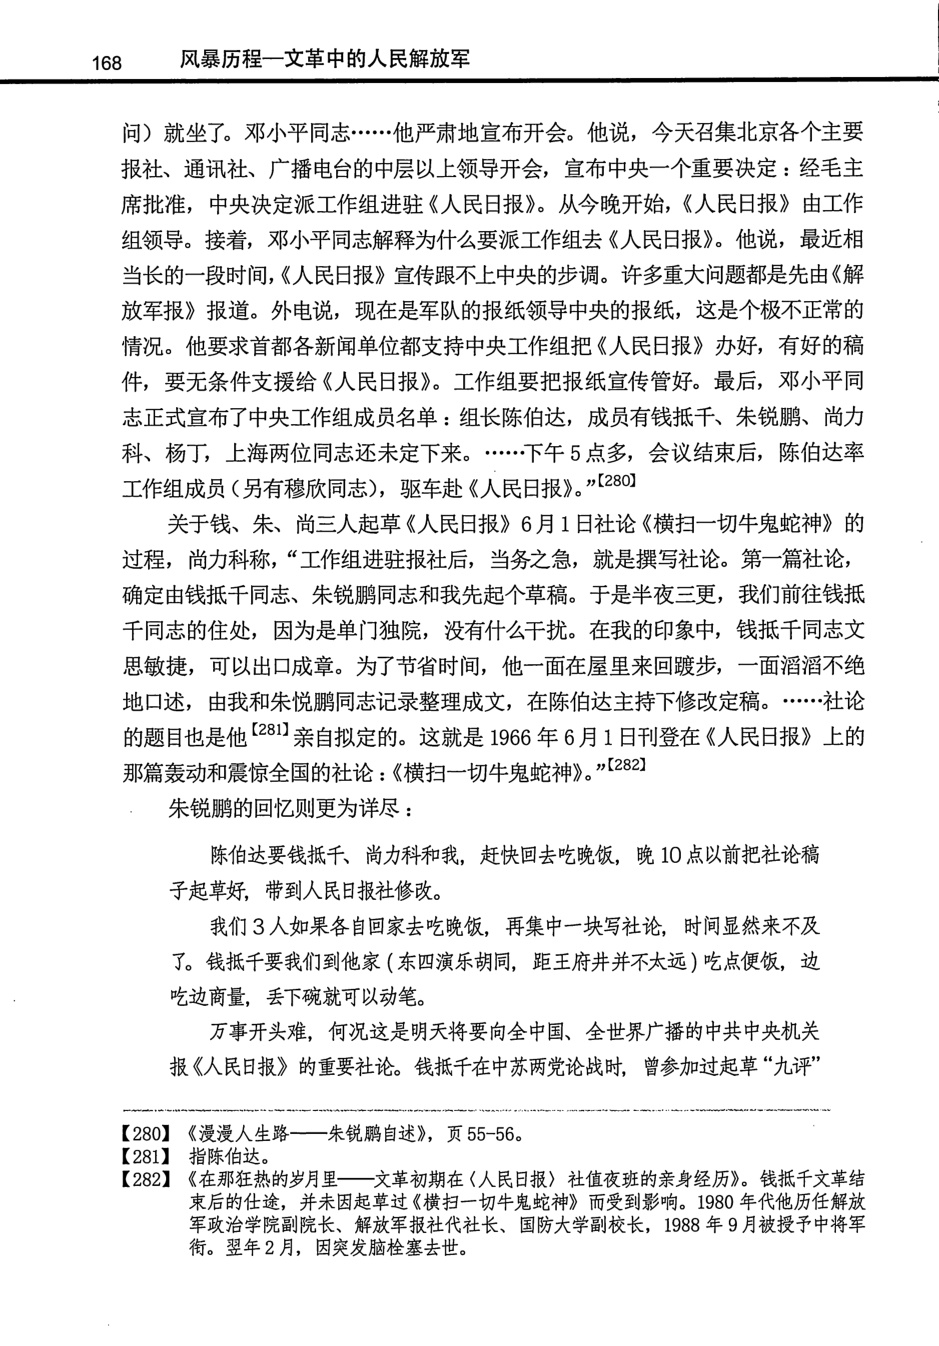 168 风暴历程—文革中的人民解放军
问）就坐了。邓小平同志……他严肃地宣布开会。他说，今天召集北京各个主要
报社、通讯社、广播电台的中层以上领导开会，宣布中央一个重要决定：经毛主
席批准，中央决定派工作组进驻《人民日报》。从今晚开始，《人民日报》由工作
组领导。接着，邓小平同志解释为什么要派工作组去《人民日报》。他说，最近相
当长的一段时间，《人民日报》宣传跟不上中央的步调。许多重大问题都是先由《解
放军报》报道。外电说，现在是军队的报纸领导中央的报纸，这是个极不正常的
情况。他要求首都各新闻单位都支持中央工作组把《人民日报》办好，有好的稿
件，要无条件支援给《人民日报》。工作组要把报纸宣传管好。最后，邓小平同
志正式宣布了中央工作组成员名单：组长陈伯达，成员有钱抵千、朱锐鹏、尚力
科、杨丁，上海两位同志还未定下来。……下午5点多，会议结束后，陈伯达率
工作组成员（另有穆欣同志），驱车赴《人民日报》。”【280】
关于钱、朱、尚三人起草《人民日报》6月1日社论《横扫一切牛鬼蛇神》的
过程，尚力科称，“工作组进驻报社后，当务之急，就是撰写社论。第一篇社论，
确定由钱抵千同志、朱锐鹏同志和我先起个草稿。于是半夜三更，我们前往钱抵
千同志的住处，因为是单门独院，没有什么干扰。在我的印象中，钱抵千同志文
思敏捷，可以出口成章。为了节省时间，他一面在屋里来回踱步，一面滔滔不绝
地口述，由我和朱悦鹏同志记录整理成文，在陈伯达主持下修改定稿。……社论
的题目也是他【281】亲自拟定的。这就是1966年6月1日刊登在《人民日报》上的
那篇轰动和震惊全国的社论：《横扫一切牛鬼蛇神》。”【282】
朱锐鹏的回忆则更为详尽：
陈伯达要钱抵千、尚力科和我，赶快回去吃晚饭，晚10点以前把社论稿
子起草好，带到人民日报社修改。
我们3人如果各自回家去吃晚饭，再集中一块写社论，时间显然来不及
了。钱抵千要我们到他家（东四演乐胡同，距王府井并不太远）吃点便饭，边
吃边商量，丢下碗就可以动笔。
万事开头难，何况这是明天将要向全中国、全世界广播的中共中央机关
报《人民日报》的重要社论。钱抵千在中苏两党论战时，曾参加过起草“九评”
【280】《漫漫人生路——朱锐鹏自述》，页55-56。
【281】 指陈伯达。
【282】《在那狂热的岁月里——文革初期在〈人民日报〉社值夜班的亲身经历》。钱抵千文革结
束后的仕途，并未因起草过《横扫一切牛鬼蛇神》而受到影响。1980年代他历任解放
军政治学院副院长、解放军报社代社长、国防大学副校长，1988年9月被授予中将军
衔。翌年2月，因突发脑栓塞去世。